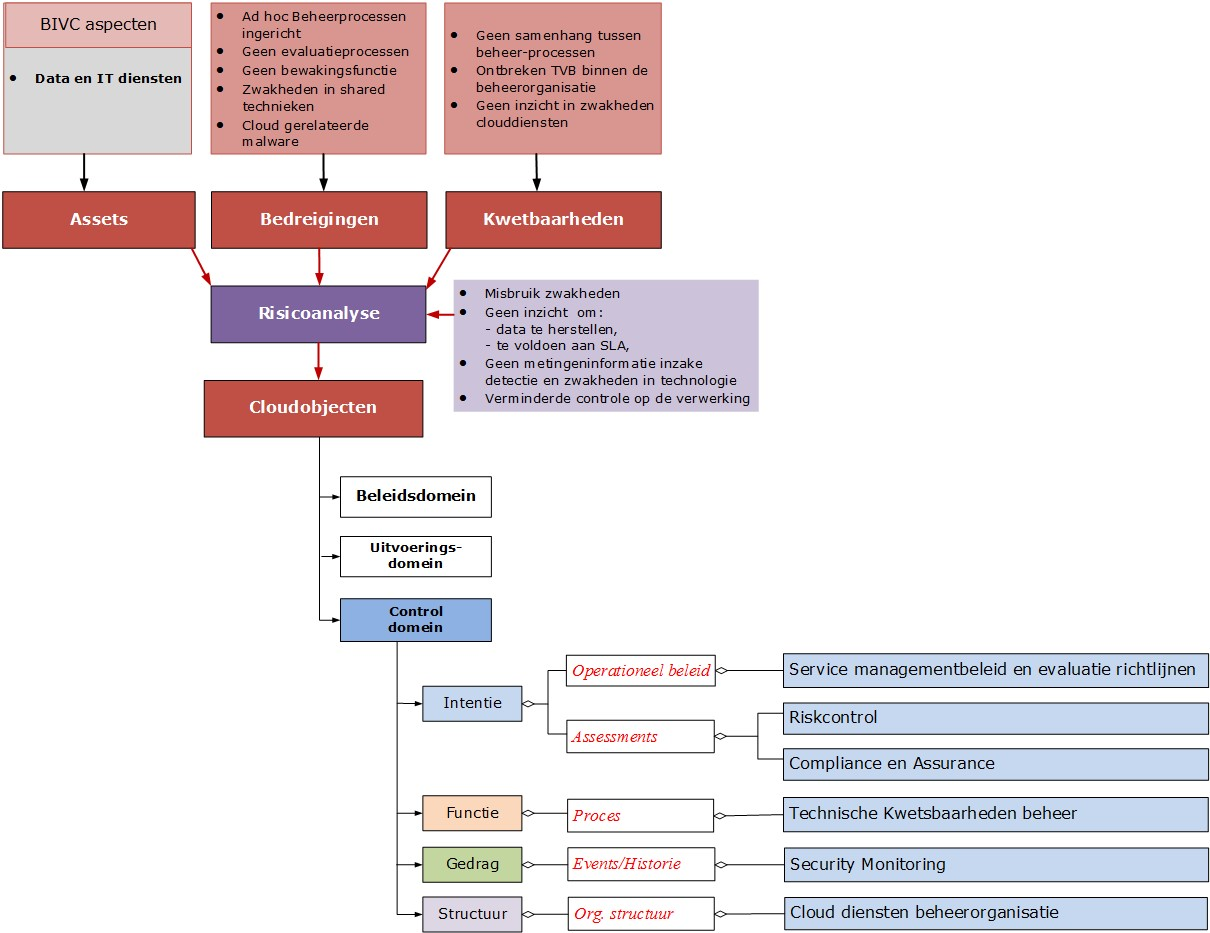 BIVC aspecten
• Data en IT diensten
• Ad hoc Beheerprocessen
ingericht
• Geen evaluatieprocessen
• Geen bewakingsfunctie
• Zwakheden in shared
technieken
• Cloud gerelateerde
malware
• Geen samenhang tussen
beheer-processen
• Ontbreken TVB binnen de
beheerorganisatie
• Geen inzicht in zwakheden
clouddiensten
Assets
Bedreigingen
Kwetbaarheden
Risicoanalyse
• Misbruik zwakheden
• Geen inzicht om:
- data te herstellen,
- te voldoen aan SLA,
• Geen metingeninformatie inzake
detectie en zwakheden in technologie
• Verminderde controle op de verwerking
Cloudobjecten
Beleidsdomein
Uitvoerings-
domein
Control
domein
Intentie
Operationeel beleid
Service managementbeleid en evaluatie richtlijnen
Assessments
Riskcontrol
Compliance en Assurance
Functie
Proces
Technische Kwetsbaarheden beheer
Gedrag
Events/Historie
Security Monitoring
Structuur
Org. structuur
Cloud diensten beheerorganisatie